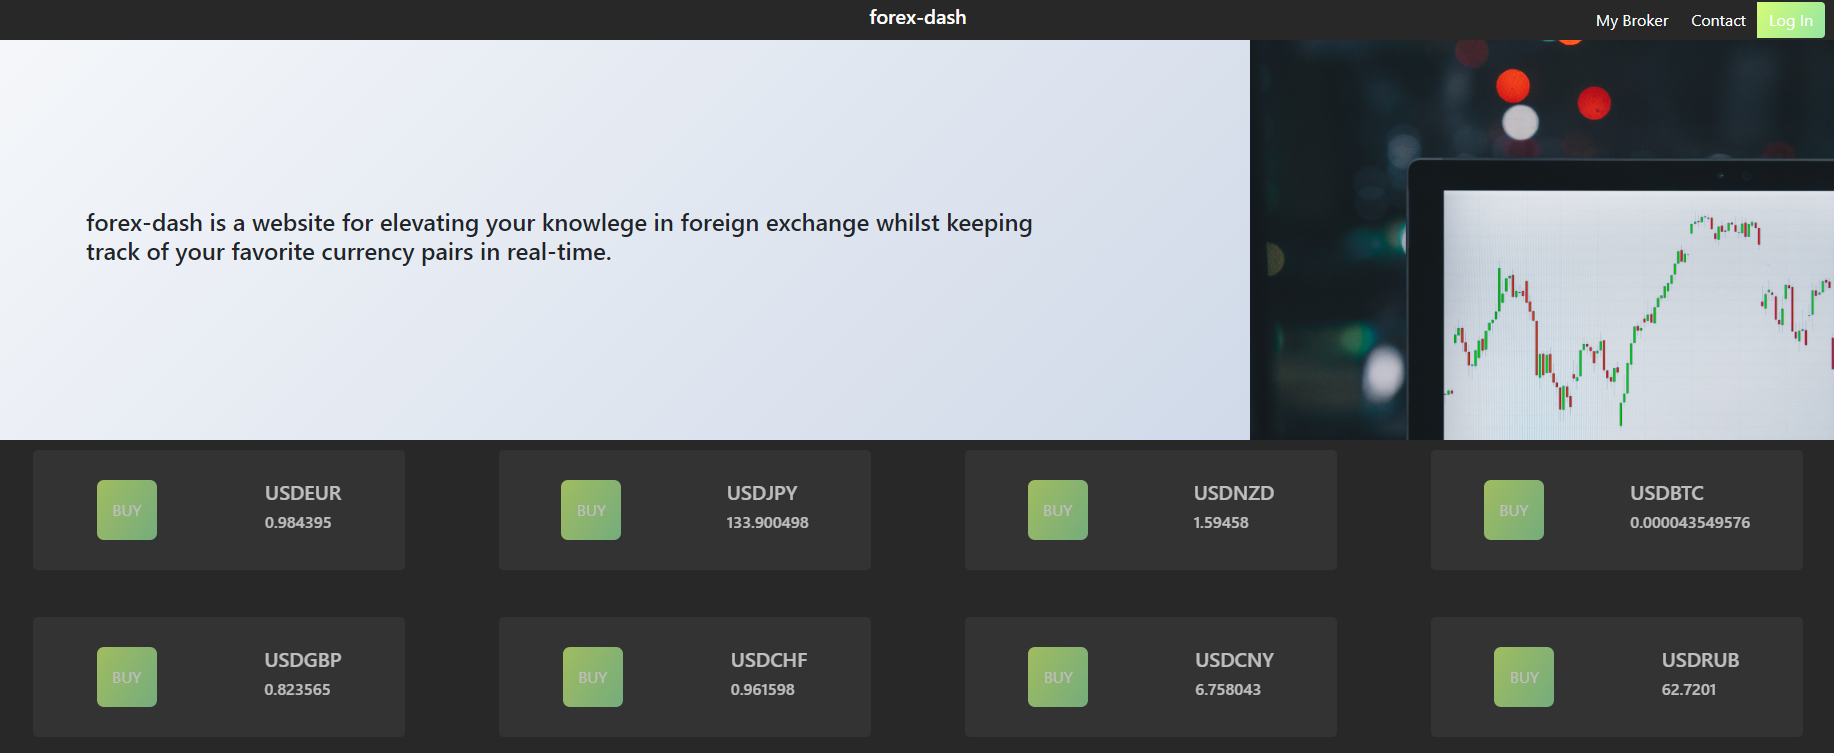 forex-dash
My Broker
Contact
Log In
forex-dash is a website for elevating your knowlege in foreign exchange whilst keeping
track of your favorite currency pairs in real-time.
BUY
USDEUR
0.984395
BUY
USDJPY
133.900498
BUY
USDNZD
1.59458
BUY
USDBTC
0.000043549576
BUY
USDGBP
0.823565
BUY
USDCHF
0.961598
BUY
USDCNY
6.758043
BUY
USDRUB
62.7201